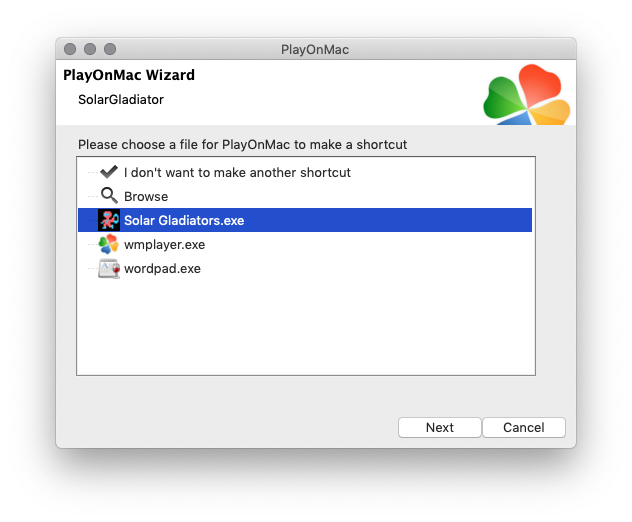 PlayOnMac
PlayOnMac Wizard
SolarGladiator
Please choose a file for PlayOnMac to make a shortcut
I don't want to make another shortcut
Browse
Solar Gladiators.exe
wmplayer.exe
wordpad.exe
Next
Cancel